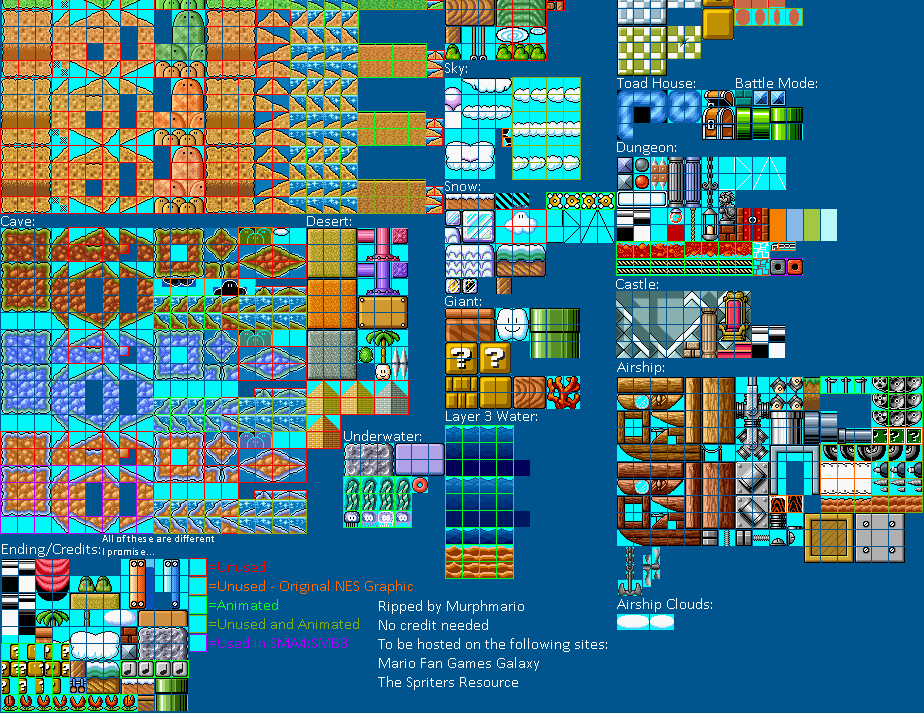 Sky:
Toad House:
Battle Mode:
Dungeon:
Snow:
Cave:
Desert:
Castle:
Giant:
Airship:
Layer 3 Water:
Underwater:
All of these are different
I promise...
Ending/Credits:
=Unused
=Unused - Original NES Graphic
=Animated
=Unused and Animated
=Used in SMA4:SMB3
Airship Clouds:
Ripped by Murphmario
No credit needed
To be hosted on the following sites:
Mario Fan Games Galaxy
The Spriters Resource